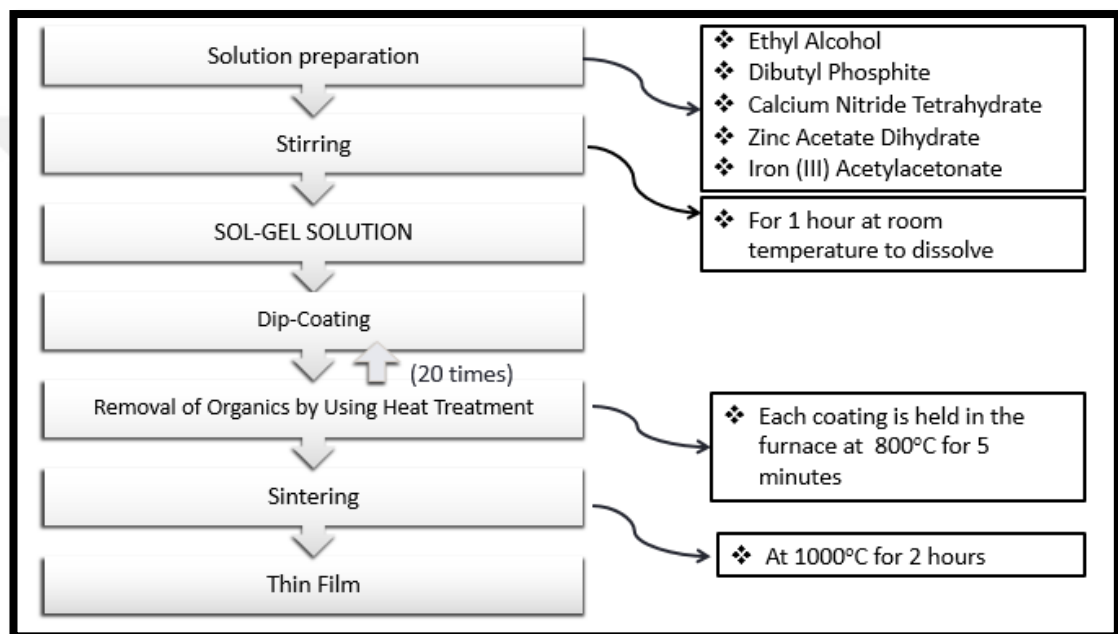 Solution preparation
❖ Ethyl Alcohol
❖ Dibutyl Phosphite
❖ Calcium Nitride Tetrahydrate
❖ Zinc Acetate Dihydrate
❖ Iron (III) Acetylacetonate
Stirring
❖ For 1 hour at room
temperature to dissolve
SOL-GEL SOLUTION
Dip-Coating
(20 times)
Removal of Organics by Using Heat Treatment
❖ Each coating is held in the
furnace at 800°C for 5
minutes
Sintering
❖ At 1000°C for 2 hours
Thin Film